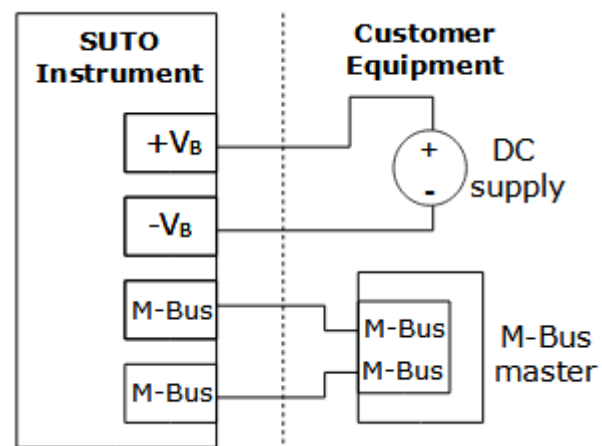 SUTO
Instrument
+VB
-VB
M-Bus
M-Bus
Customer
Equipment
+
-
DC
supply
M-Bus
M-Bus
M-Bus
master